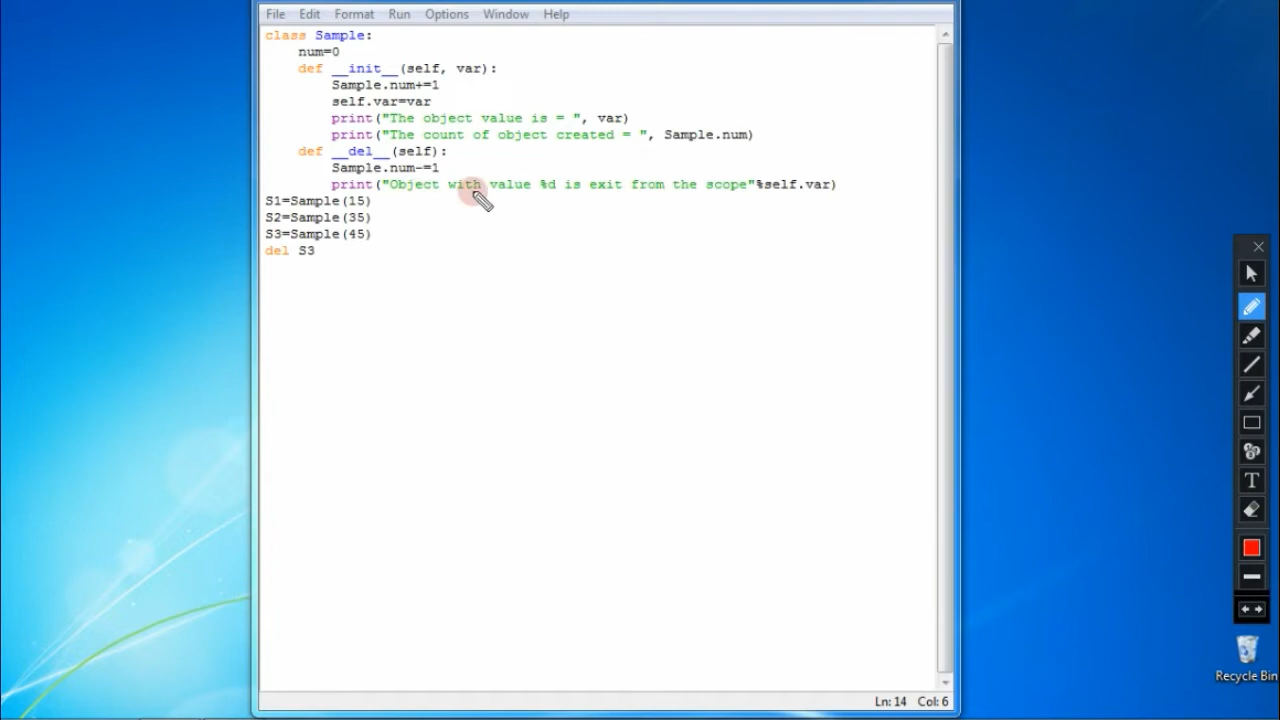 File Edit Format Run Options Window Help
class Sample:
    num=0
    def __init__(self, var):
        Sample.num+=1
        self.var=var
        print("The object value is = ", var)
        print("The count of object created = ", Sample.num)
    def __del__(self):
        Sample.num-=1
        print("Object with value %d is exit from the scope"%self.var)
S1=Sample(15)
S2=Sample(35)
S3=Sample(45)
del S3
T
Recycle Bin
Ln: 14 Col: 6